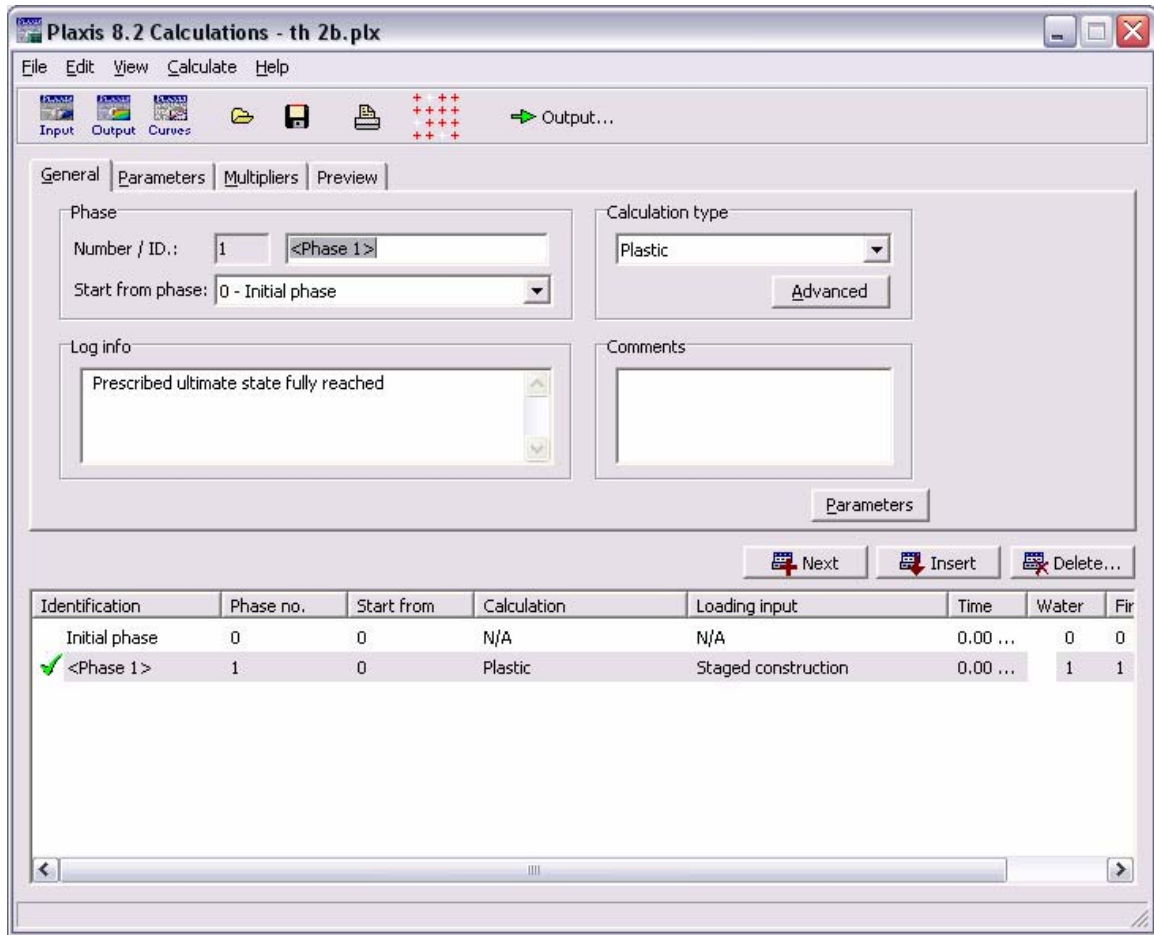 Plaxis 8.2 Calculations - th 2b.plx
File Edit View Calculate Help
Input Output Curves Output...
General Parameters Multipliers Preview
Phase
Number / ID.: 1 <Phase 1>
Start from phase: 0 - Initial phase
Calculation type
Plastic
Advanced
Log info
Prescribed ultimate state fully reached
Comments
Parameters
Next Insert Delete...
Identification Phase no. Start from Calculation Loading input Time Water Fir
Initial phase 0 0 N/A N/A 0.00 ... 0 0
<Phase 1> 1 0 Plastic Staged construction 0.00 ... 1 1